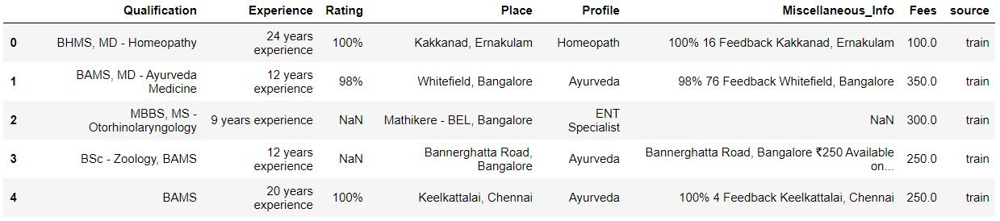 Qualification Experience Rating Place Profile Miscellaneous_Info Fees source
0 BHMS, MD - Homeopathy 24 years experience 100% Kakkanad, Ernakulam Homeopath 100% 16 Feedback Kakkanad, Ernakulam 100.0 train
1 BAMS, MD - Ayurveda Medicine 12 years experience 98% Whitefield, Bangalore Ayurveda 98% 76 Feedback Whitefield, Bangalore 350.0 train
2 MBBS, MS - Otorhinolaryngology 9 years experience NaN Mathikere - BEL, Bangalore ENT Specialist NaN 300.0 train
3 BSc - Zoology, BAMS 12 years experience NaN Bannerghatta Road, Bangalore Ayurveda Bannerghatta Road, Bangalore ₹250 Available on... 250.0 train
4 BAMS 20 years experience 100% Keelkattalai, Chennai Ayurveda 100% 4 Feedback Keelkattalai, Chennai 250.0 train